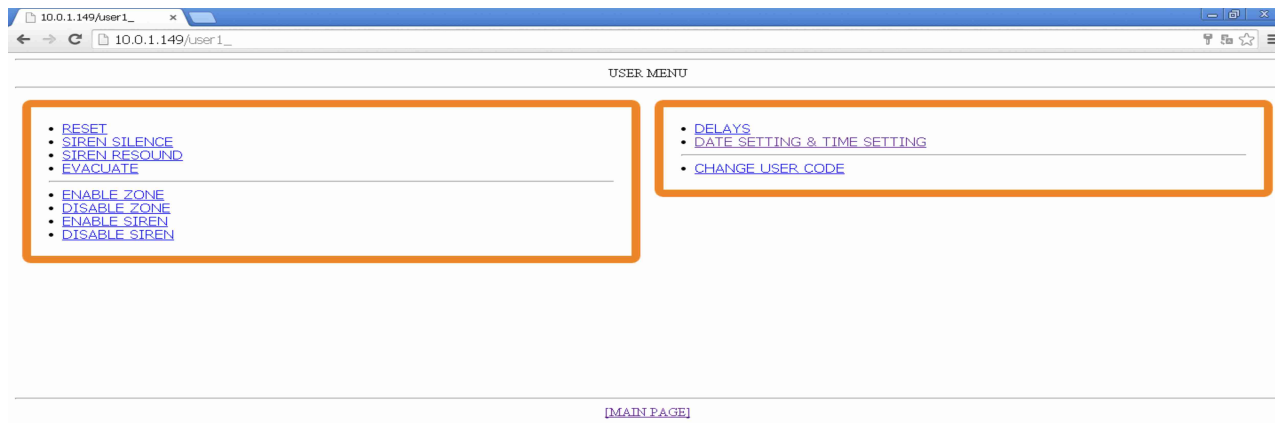 10.0.1.149/user1_
10.0.1.149/user1_
USER MENU
RESET
SIREN SILENCE
SIREN RESOUND
EVACUATE
ENABLE ZONE
DISABLE ZONE
ENABLE SIREN
DISABLE SIREN
DELAYS
DATE SETTING & TIME SETTING
CHANGE USER CODE
[MAIN PAGE]